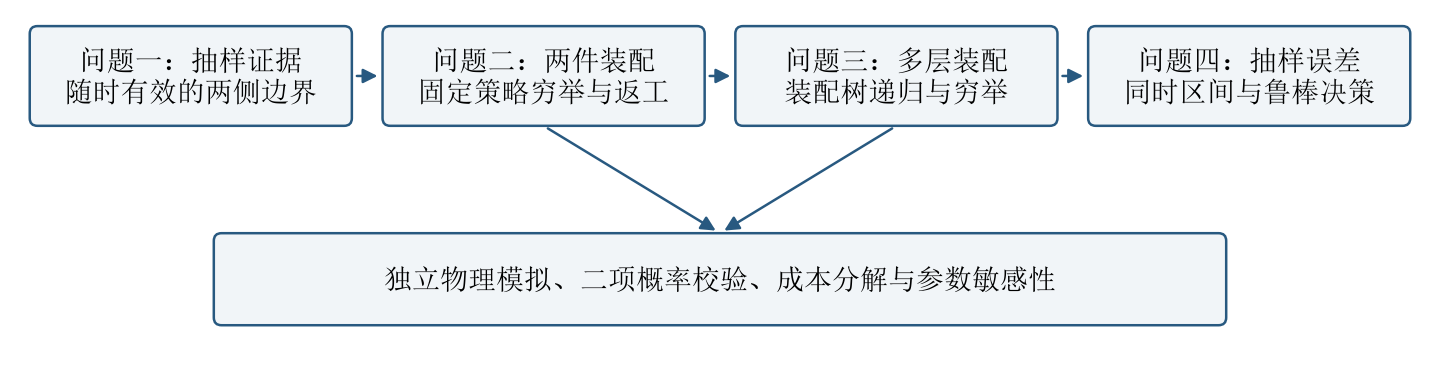 问题一：抽样证据
随时有效的两侧边界
问题二：两件装配
固定策略穷举与返工
问题三：多层装配
装配树递归与穷举
问题四：抽样误差
同时区间与鲁棒决策
独立物理模拟、二项概率校验、成本分解与参数敏感性